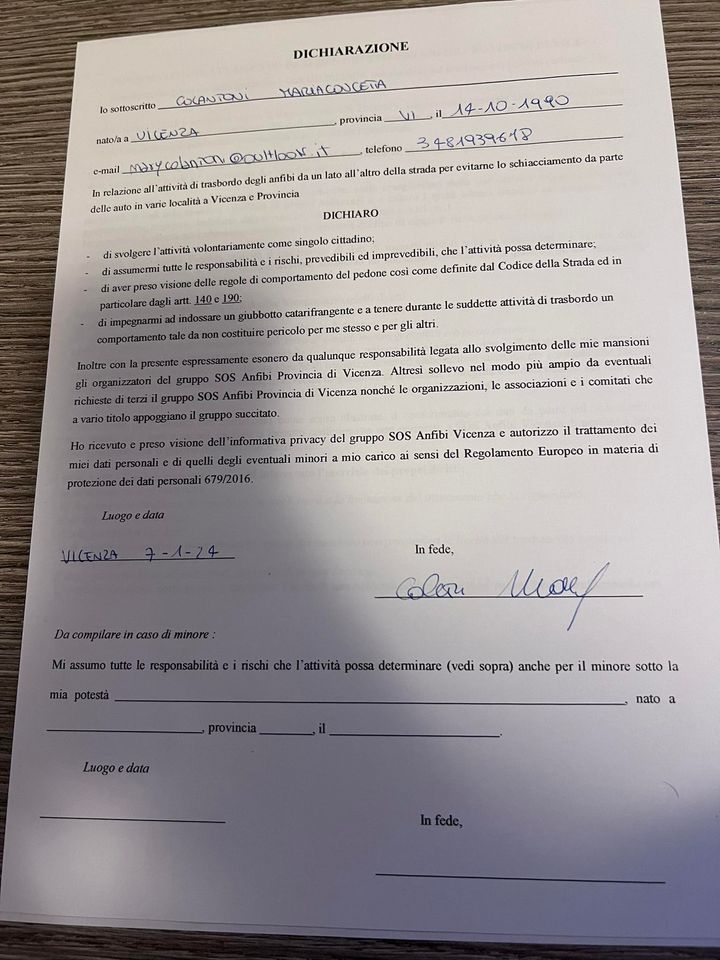 DICHIARAZIONE
Io sottoscritto COLANTONI MARIACONCETA
nato/a a VICENZA, provincia VI, il 14-10-1990
e-mail marycolantoni@outlook.it, telefono 3481939618
In relazione all'attività di trasbordo degli anfibi da un lato all'altro della strada per evitarne lo schiacciamento da parte
delle auto in varie località a Vicenza e Provincia
DICHIARO
- di svolgere l'attività volontariamente come singolo cittadino;
- di assumermi tutte le responsabilità e i rischi, prevedibili ed imprevedibili, che l'attività possa determinare;
- di aver preso visione delle regole di comportamento del pedone così come definite dal Codice della Strada ed in
particolare dagli artt. 140 e 190;
- di impegnarmi ad indossare un giubbotto catarifrangente e a tenere durante le suddette attività di trasbordo un
comportamento tale da non costituire pericolo per me stesso e per gli altri.
Inoltre con la presente espressamente esonero da qualunque responsabilità legata allo svolgimento delle mie mansioni
gli organizzatori del gruppo SOS Anfibi Provincia di Vicenza. Altresì sollevo nel modo più ampio da eventuali
richieste di terzi il gruppo SOS Anfibi Provincia di Vicenza nonché le organizzazioni, le associazioni e i comitati che
a vario titolo appoggiano il gruppo succitato.
Ho ricevuto e preso visione dell'informativa privacy del gruppo SOS Anfibi Vicenza e autorizzo il trattamento dei
miei dati personali e di quelli degli eventuali minori a mio carico ai sensi del Regolamento Europeo in materia di
protezione dei dati personali 679/2016.
Luogo e data
In fede,
VICENZA 7-1-24
Da compilare in caso di minore :
Mi assumo tutte le responsabilità e i rischi che l'attività possa determinare (vedi sopra) anche per il minore sotto la
mia potestà , nato a
, provincia , il .
Luogo e data
In fede,